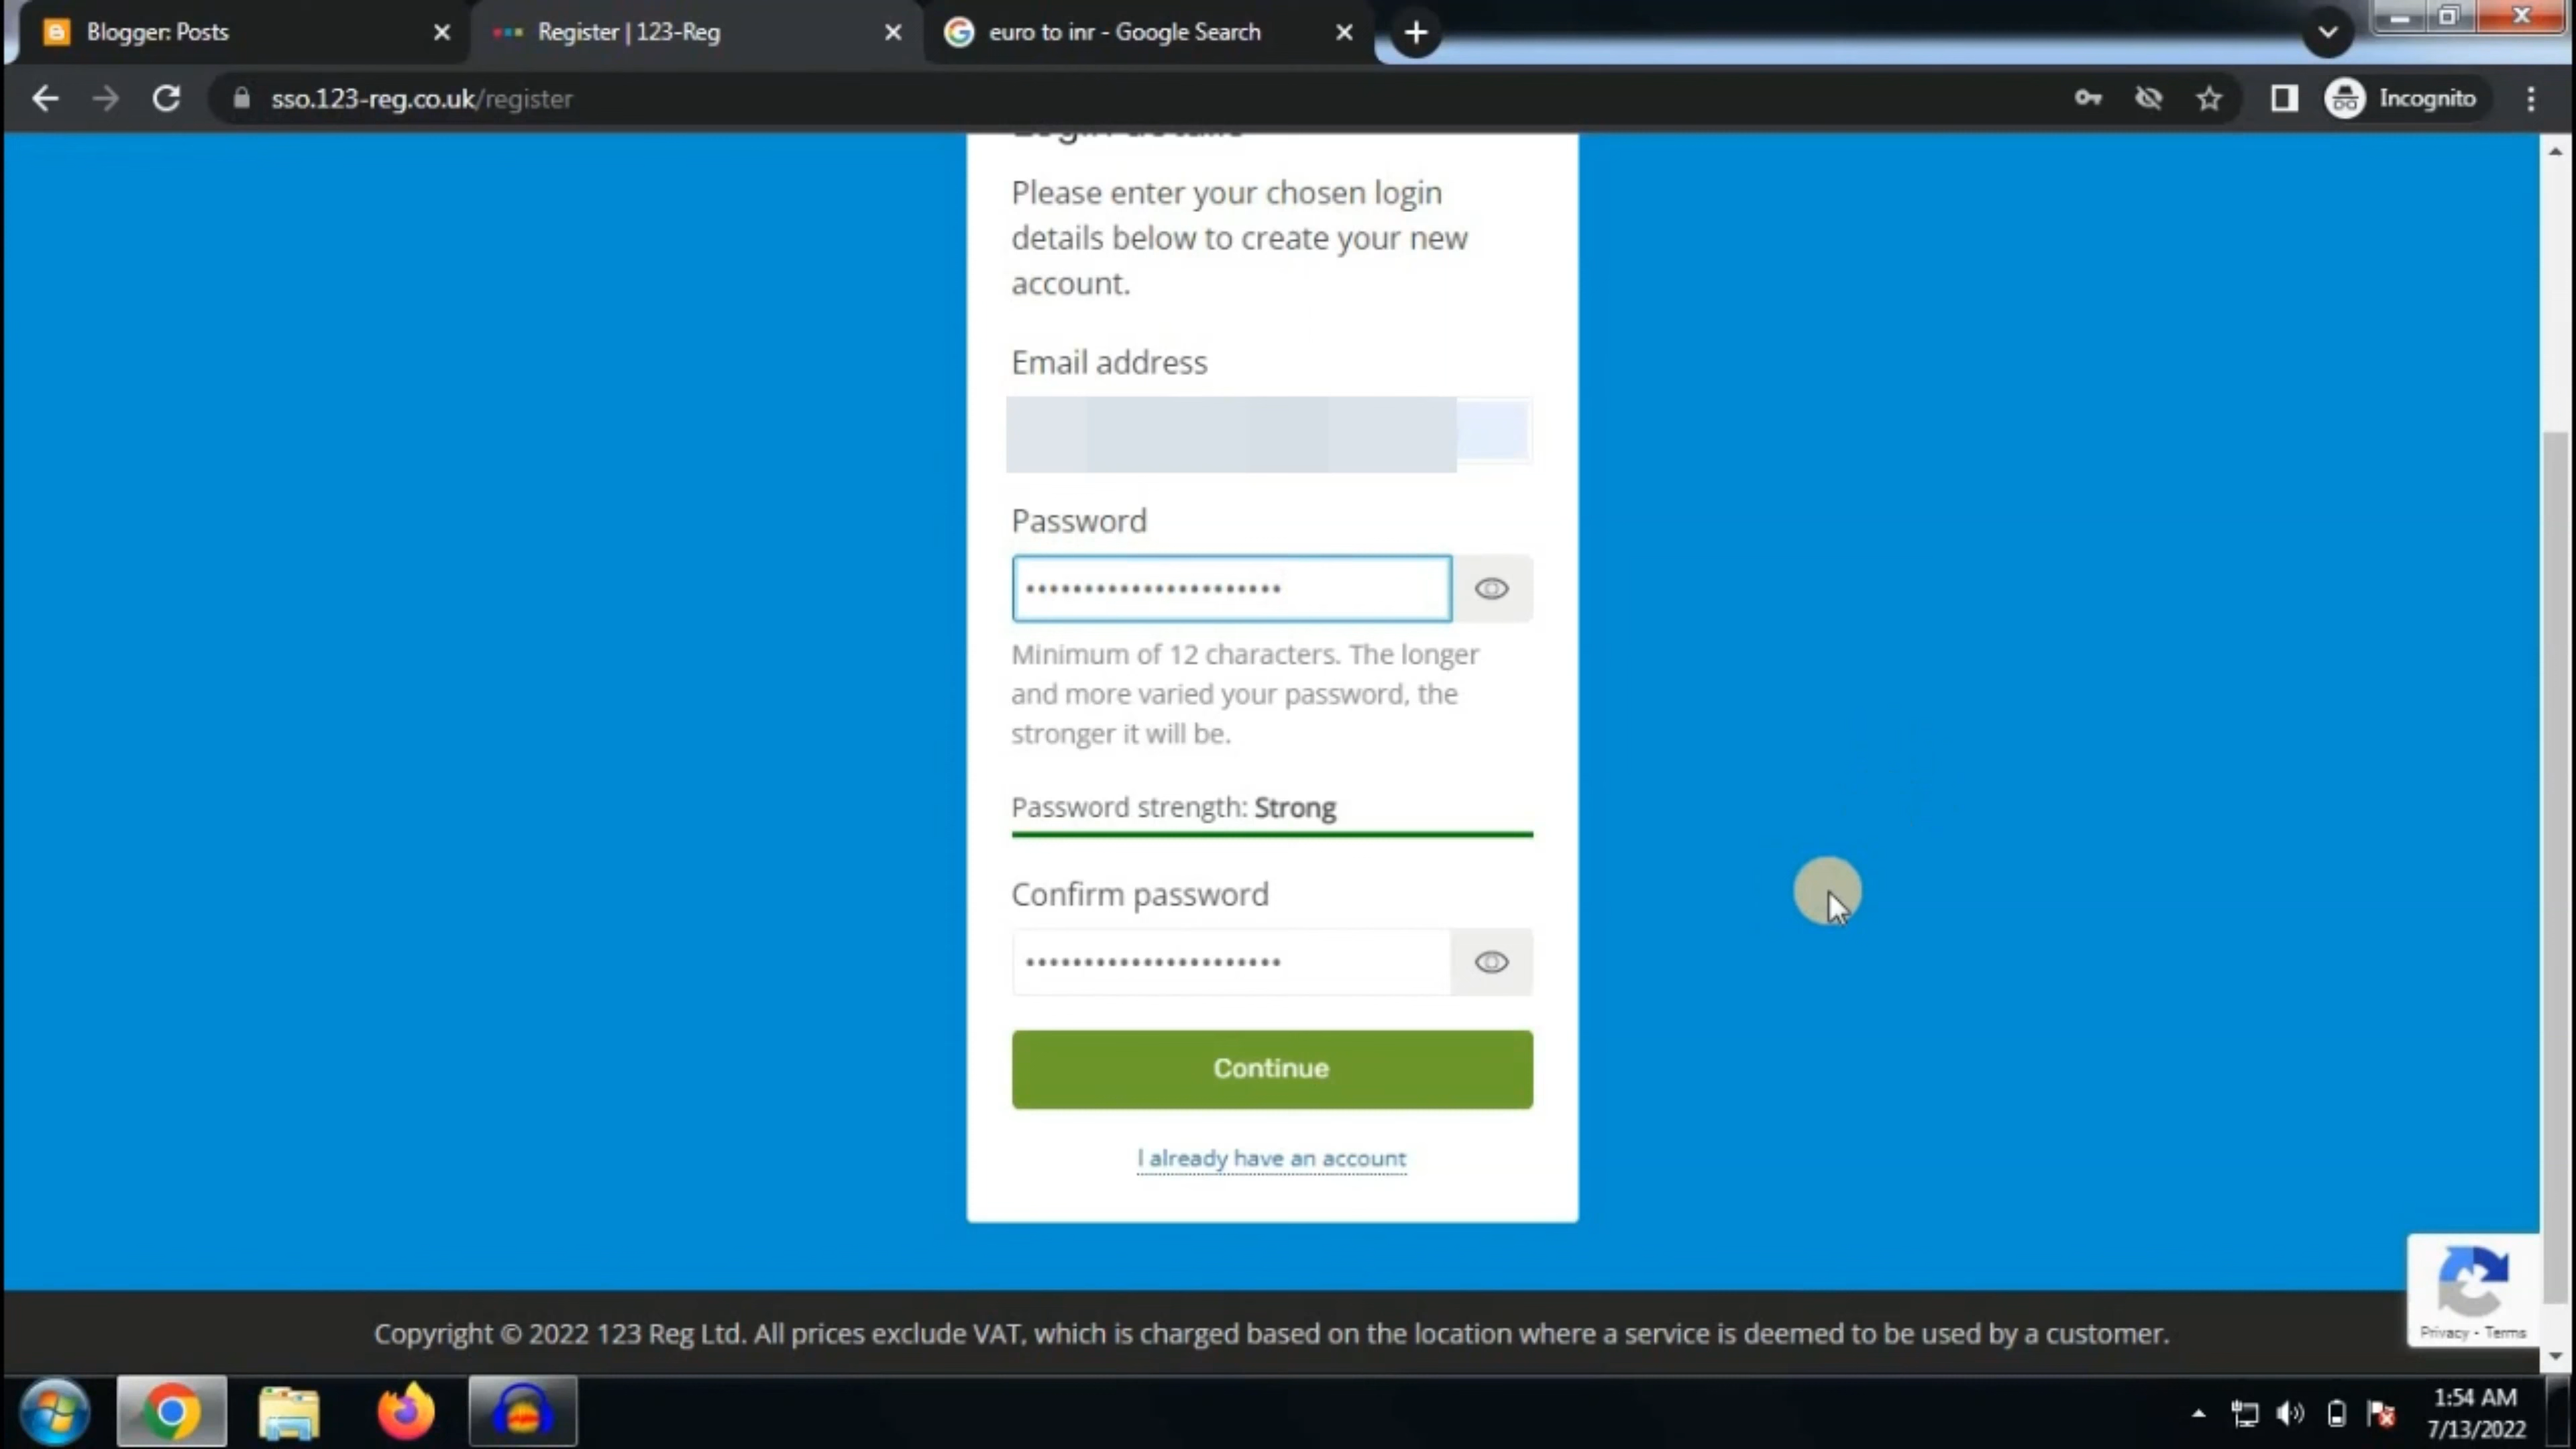 Blogger: Posts
Register | 123-Reg
euro to inr - Google Search
sso.123-reg.co.uk/register
Incognito
Login details
Please enter your chosen login
details below to create your new
account.
Email address
Password
••••••••••••••••••••••
Minimum of 12 characters. The longer
and more varied your password, the
stronger it will be.
Password strength: Strong
Confirm password
••••••••••••••••••••••
Continue
I already have an account
Privacy - Terms
Copyright © 2022 123 Reg Ltd. All prices exclude VAT, which is charged based on the location where a service is deemed to be used by a customer.
1:54 AM
7/13/2022